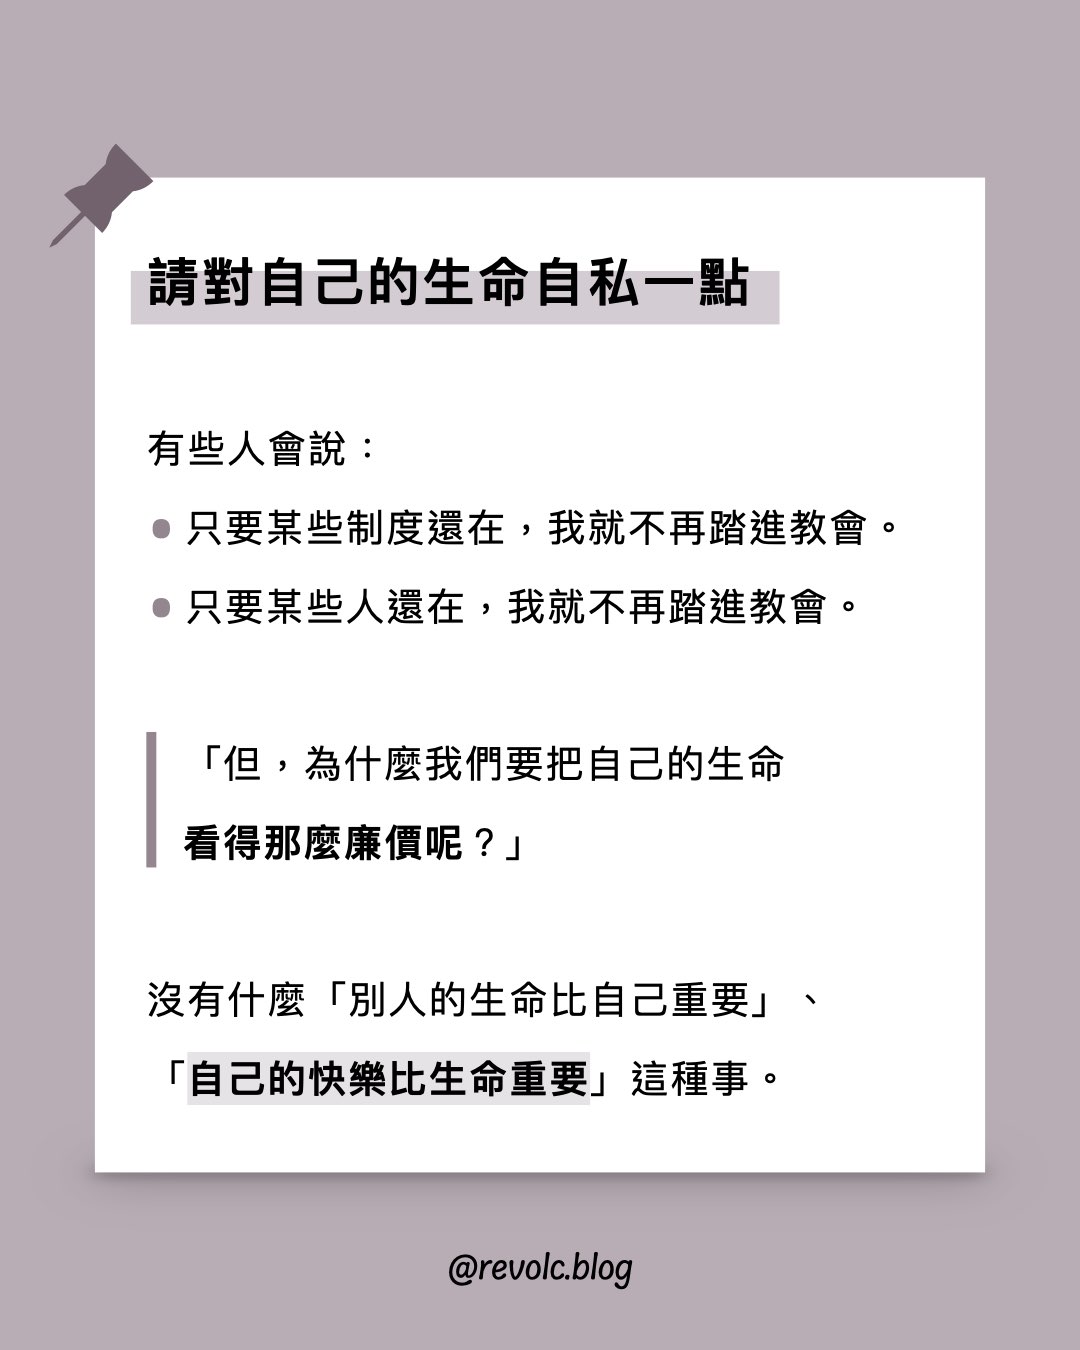 請對自己的生命自私一點
有些人會說：
• 只要某些制度還在，我就不再踏進教會。
• 只要某些人還在，我就不再踏進教會。
「但，為什麼我們要把自己的生命
看得那麼廉價呢？」
沒有什麼「別人的生命比自己重要」、
「自己的快樂比生命重要」這種事。
@revolc.blog